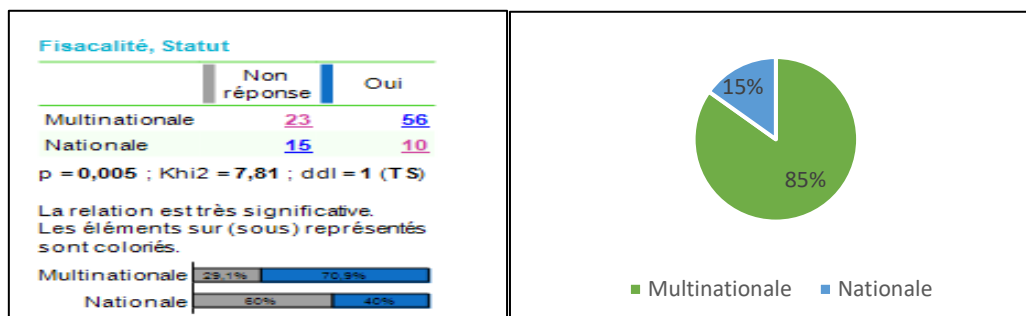 Fisacalité, Statut
Non réponse Oui
Multinationale 23 56
Nationale 15 10
p = 0,005 ; Khi2 = 7,81 ; ddl = 1 (TS)
La relation est très significative.
Les éléments sur (sous) représentés
sont coloriés.
Multinationale 29,1% 70,9%
Nationale 60% 40%
15%
85%
Multinationale Nationale